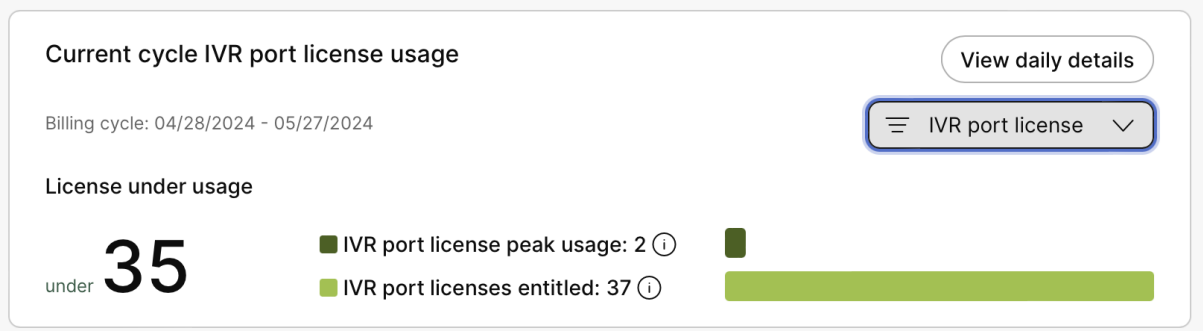 Current cycle IVR port license usage
View daily details
Billing cycle: 04/28/2024 - 05/27/2024
IVR port license
License under usage
under 35
IVR port license peak usage: 2
IVR port licenses entitled: 37